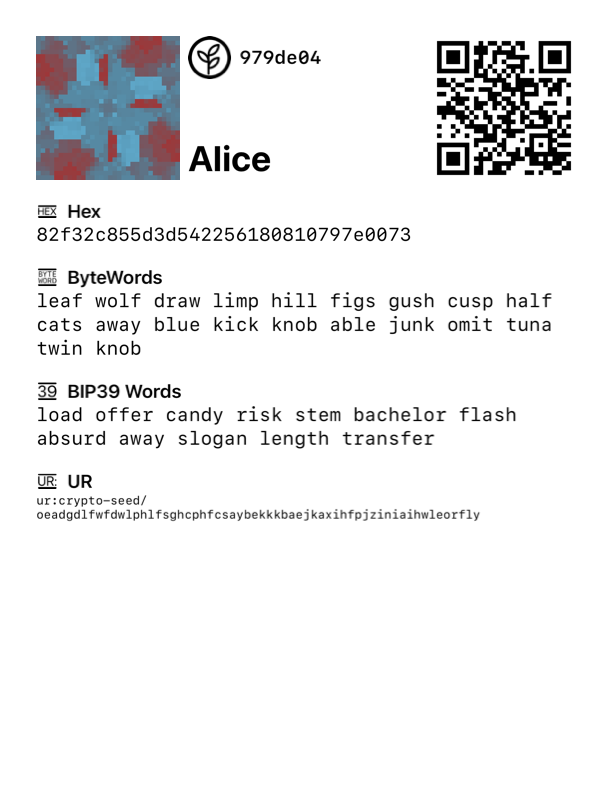 979de04
Alice
HEX Hex
82f32c855d3d542256180810797e0073
BYTE WORD ByteWords
leaf wolf draw limp hill figs gush cusp half
cats away blue kick knob able junk omit tuna
twin knob
39 BIP39 Words
load offer candy risk stem bachelor flash
absurd away slogan length transfer
UR: UR
ur:crypto-seed/
oeadgdlfwfdwlphlfsghcphfcsaybekkkbaejkaxihfpjziniaihwleorfly